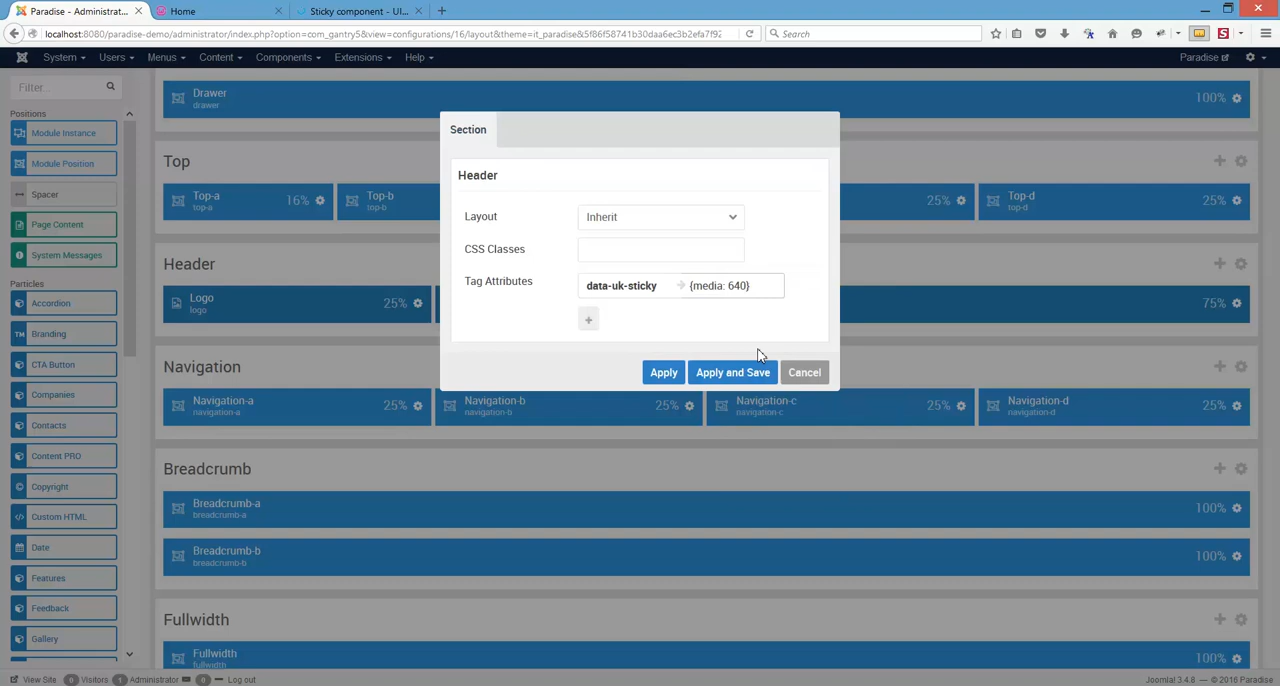 Paradise - Administrat...
Home
Sticky component - UI...
localhost:8080/paradise-demo/administrator/index.php?option=com_gantry5&view=configurations/16/layout&theme=it_paradise&5f86f58741b30daa6ec3b2efa7f92
Search
System Users Menus Content Components Extensions Help Paradise
Filter...
Positions
Module Instance
Module Position
Spacer
Page Content
System Messages
Particles
Accordion
Branding
CTA Button
Companies
Contacts
Content PRO
Copyright
Custom HTML
Date
Features
Feedback
Gallery
Drawer
drawer
100%
Top
Top-a
top-a
16%
Top-b
top-b
25%
Top-d
top-d
25%
Header
Logo
logo
25%
75%
Navigation
Navigation-a
navigation-a
25%
Navigation-b
navigation-b
25%
Navigation-c
navigation-c
25%
Navigation-d
navigation-d
25%
Breadcrumb
Breadcrumb-a
breadcrumb-a
100%
Breadcrumb-b
breadcrumb-b
100%
Fullwidth
Fullwidth
fullwidth
100%
Section
Header
Layout
Inherit
CSS Classes
Tag Attributes
data-uk-sticky
{media: 640}
Apply
Apply and Save
Cancel
View Site 0 Visitors 1 Administrator 0 Log out
Joomla! 3.4.8 — © 2016 Paradise